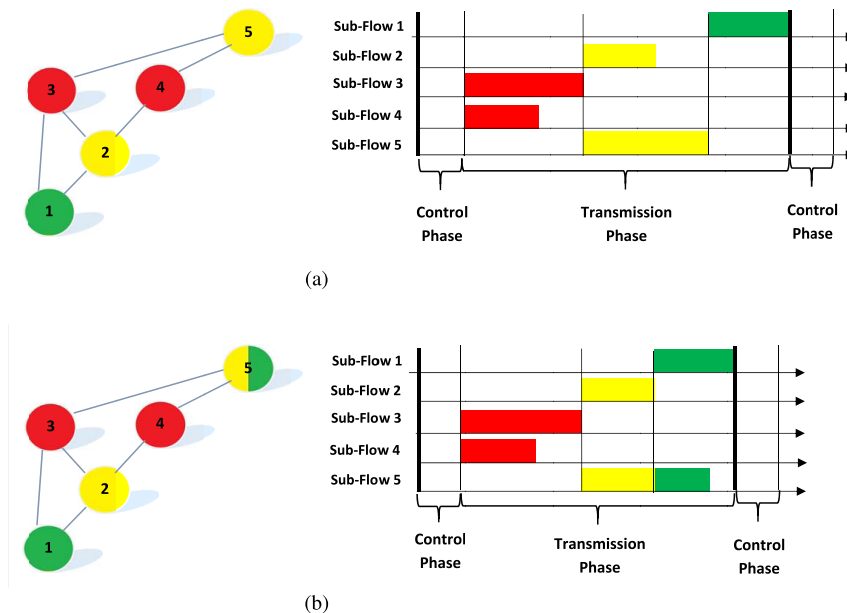 5
3
4
2
1
Sub-Flow 1
Sub-Flow 2
Sub-Flow 3
Sub-Flow 4
Sub-Flow 5
Control
Phase
Transmission
Phase
Control
Phase
(a)
5
3
4
2
1
Sub-Flow 1
Sub-Flow 2
Sub-Flow 3
Sub-Flow 4
Sub-Flow 5
Control
Phase
Transmission
Phase
Control
Phase
(b)